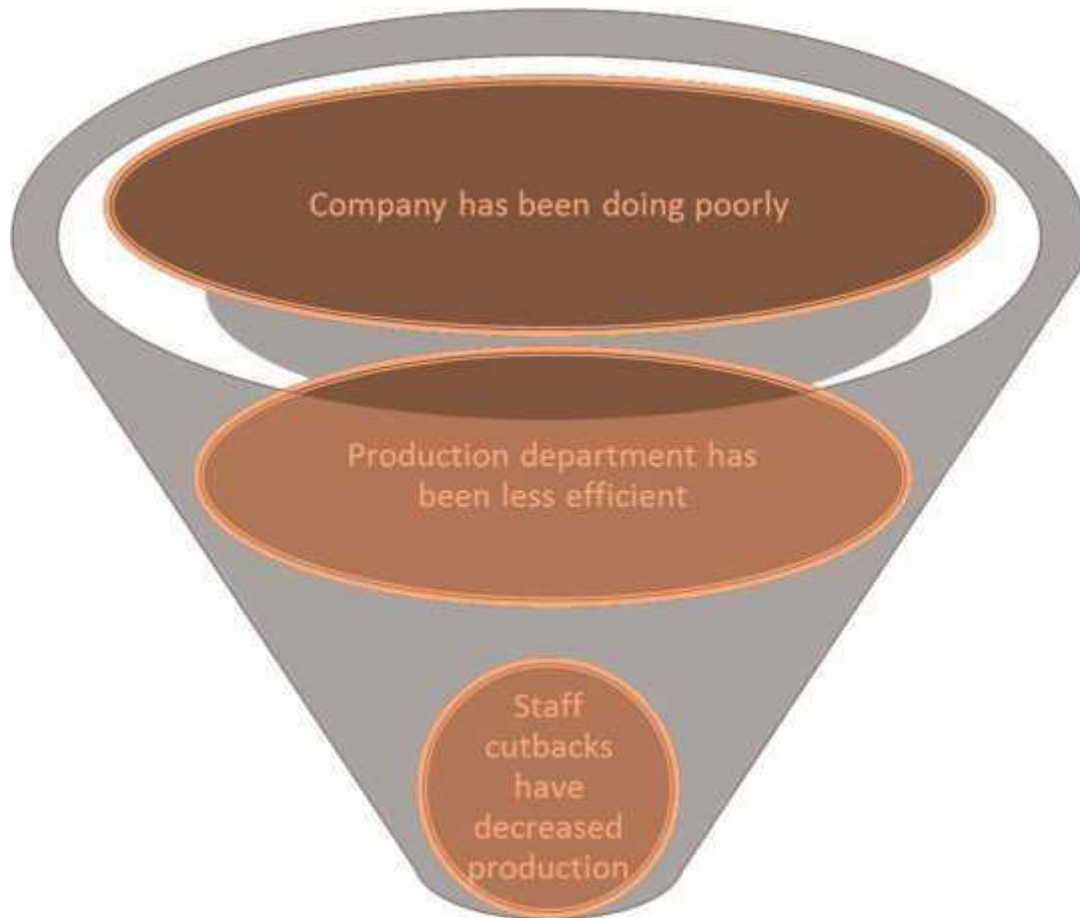 Company has been doing poorly
Production department has
been less efficient
Staff
cutbacks
have
decreased
production